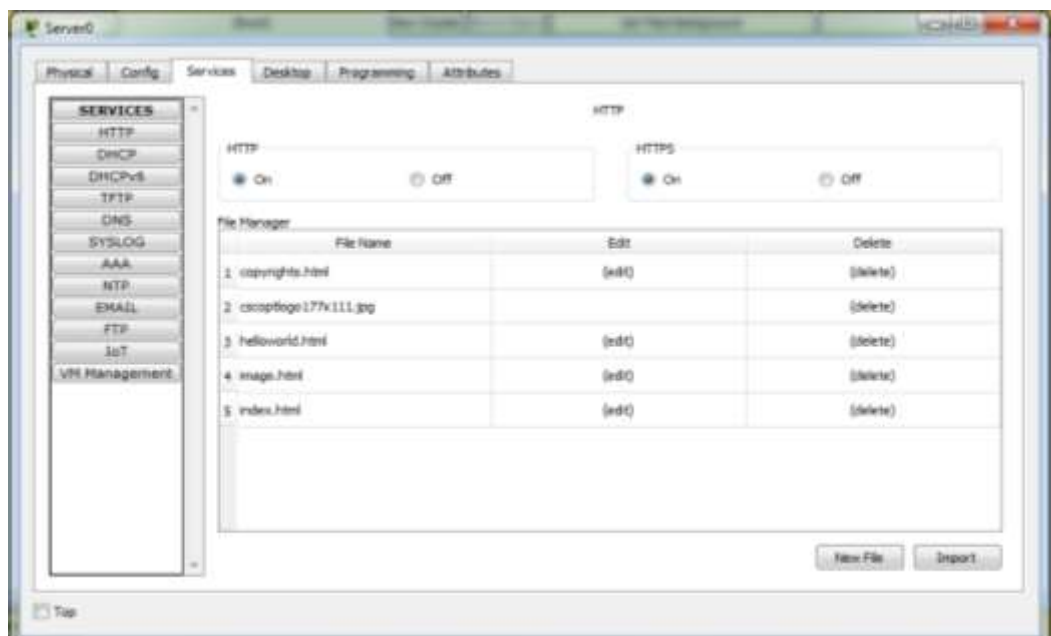 Server0
Physical Config Services Desktop Programming Attributes
SERVICES
HTTP
DHCP
DHCPv6
TFTP
DNS
SYSLOG
AAA
NTP
EMAIL
FTP
IoT
VM Management
HTTP
HTTP
On Off
HTTPS
On Off
File Manager
File Name Edit Delete
1 copyrights.html (edit) (delete)
2 cscoptlogo177x111.jpg (delete)
3 helloworld.html (edit) (delete)
4 image.html (edit) (delete)
5 index.html (edit) (delete)
New File Import
Top